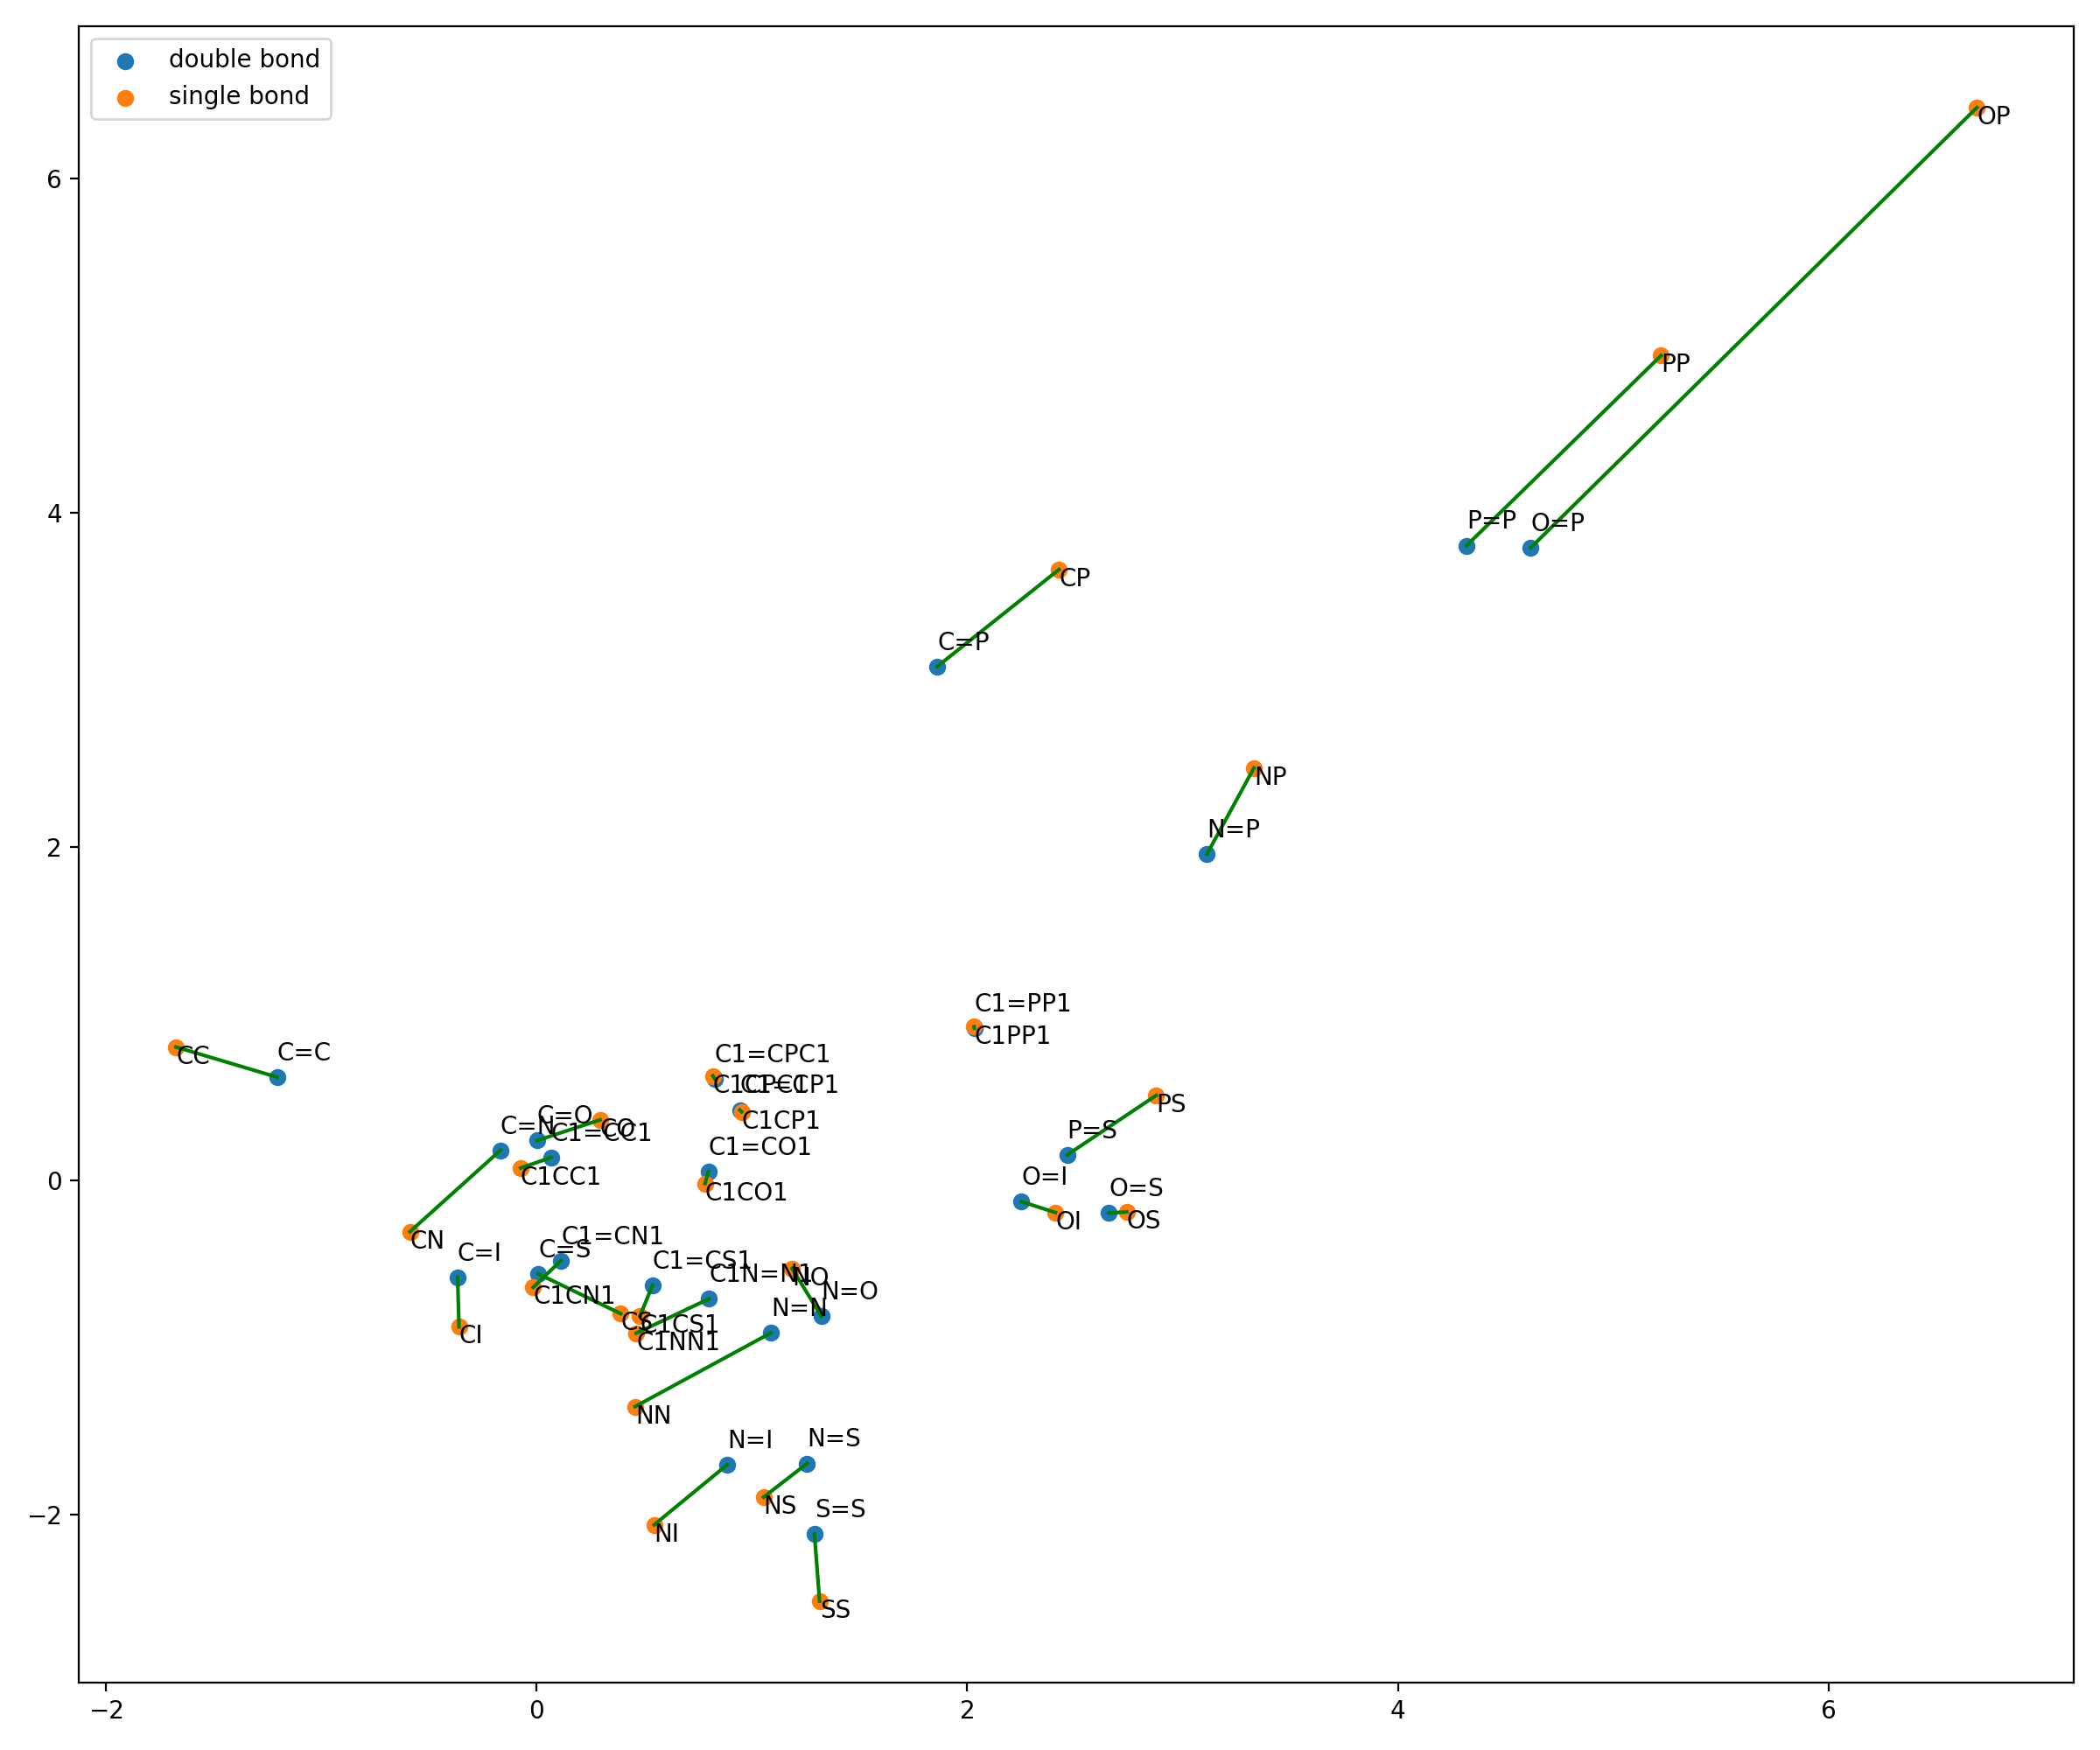 double bond
single bond
OP
6
PP
4
P=P
O=P
CP
C=P
NP
2
N=P
C1=PP1
C1PP1
C=C
CC
C1=CPC1
C1CPC1
C1=CP1
PS
C1CP1
C=O
C=N
CO
C1=CC1
P=S
C1=CO1
C1CC1
O=I
0
O=S
C1CO1
OI
OS
C1=CN1
CN
C=I
C=S
C1=CS1
C1N=N1
NO
N=O
C1CN1
N=N
CS
C1CS1
CI
C1NN1
NN
N=I
N=S
NS
S=S
−2
NI
SS
−2
0
2
4
6